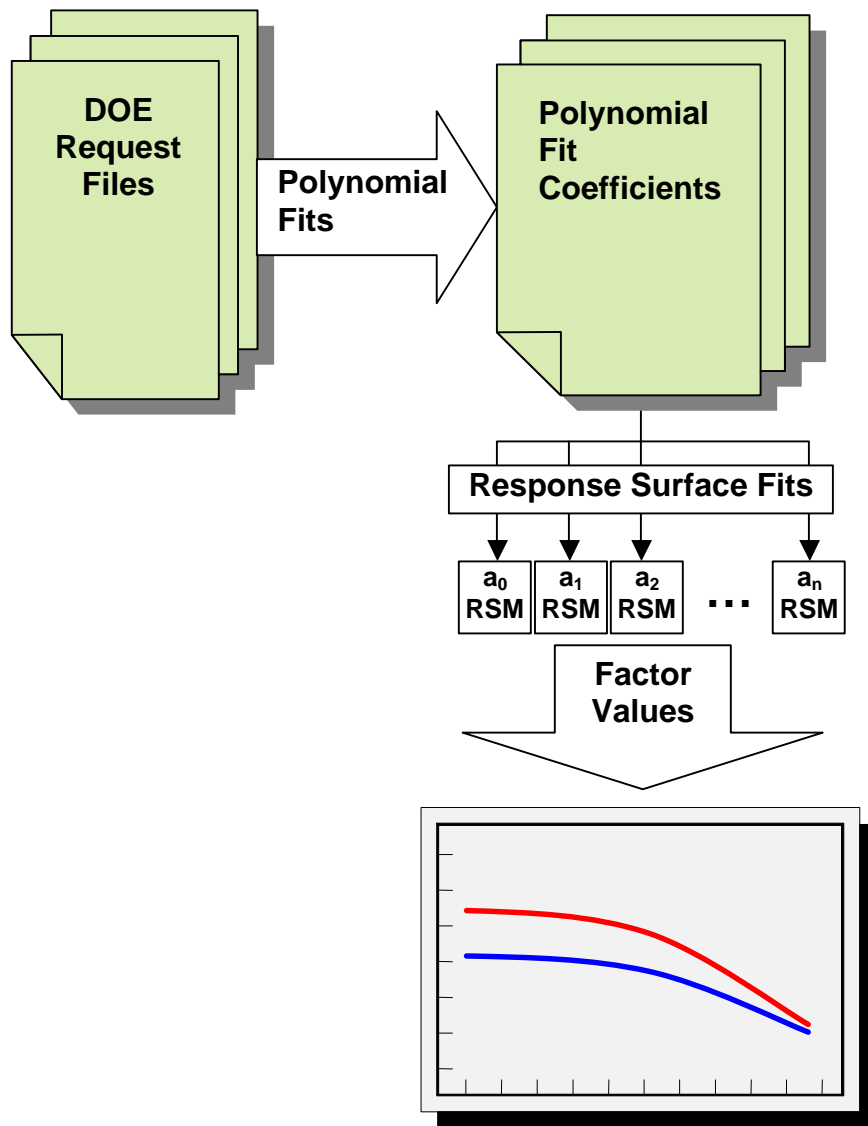 DOE
Request
Files
Polynomial
Fits
Polynomial
Fit
Coefficients
Response Surface Fits
a₀ a₁ a₂ aₙ
RSM RSM RSM ... RSM
Factor
Values